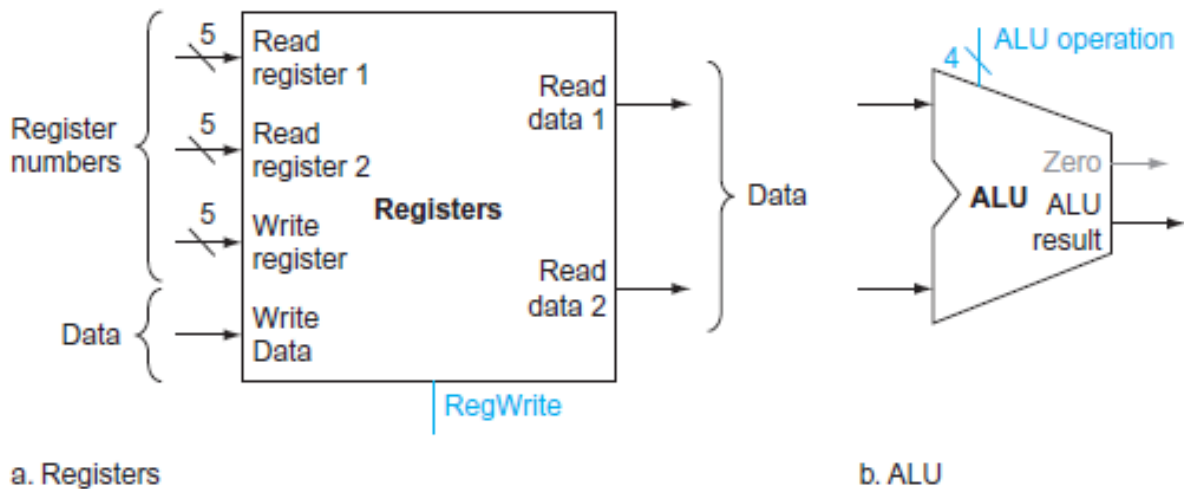 Register
numbers
Data
5
Read
register 1
5
Read
register 2
5
Write
register
Write
Data
Registers
Read
data 1
Read
data 2
RegWrite
Data
ALU operation
4
Zero
ALU
ALU
result
a. Registers
b. ALU